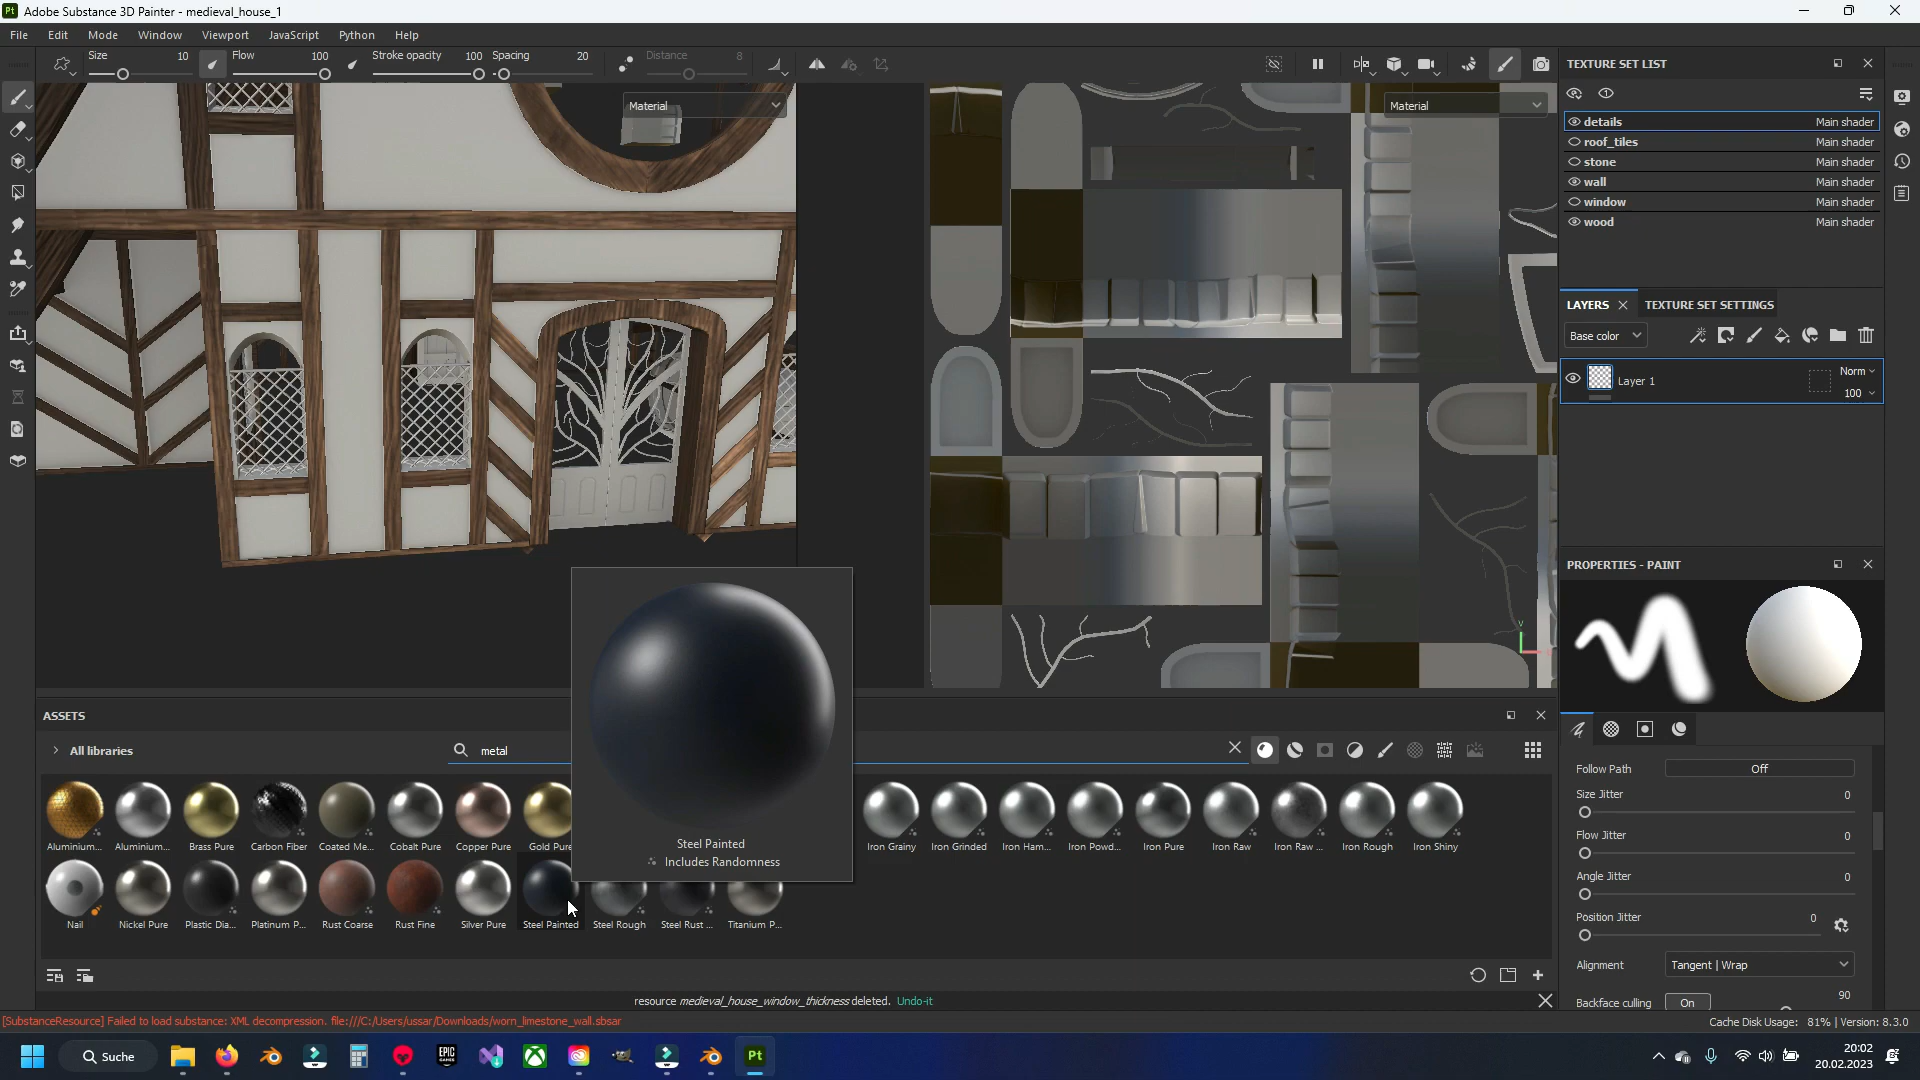 Adobe Substance 3D Painter - medieval_house_1
File Edit Mode Window Viewport JavaScript Python Help
Size 10 Flow 100 Stroke opacity 100 Spacing 20 Distance 8
Material
Material
TEXTURE SET LIST
details Main shader
roof_tiles Main shader
stone Main shader
wall Main shader
window Main shader
wood Main shader
LAYERS TEXTURE SET SETTINGS
Base color
Layer 1 Norm
100
PROPERTIES - PAINT
Follow Path Off
Size Jitter 0
Flow Jitter 0
Angle Jitter 0
Position Jitter 0
Alignment Tangent | Wrap
Backface culling On 90
ASSETS
All libraries
metal
Steel Painted
Includes Randomness
Aluminium... Aluminium... Brass Pure Carbon Fiber Coated Me... Cobalt Pure Copper Pure Gold Pure Iron Grainy Iron Grinded Iron Ham... Iron Powd... Iron Pure Iron Raw Iron Raw ... Iron Rough Iron Shiny
Nail Nickel Pure Plastic Dia... Platinum P... Rust Coarse Rust Fine Silver Pure Steel Painted Steel Rough Steel Rust ... Titanium P...
resource medieval_house_window_thickness deleted. Undo-it
[SubstanceResource] Failed to load substance: XML decompression. file:///C:/Users/ussar/Downloads/worn_limestone_wall.sbsar
Cache Disk Usage: 81% | Version: 8.3.0
Suche
EPIC GAMES
Pt
20:02
20.02.2023